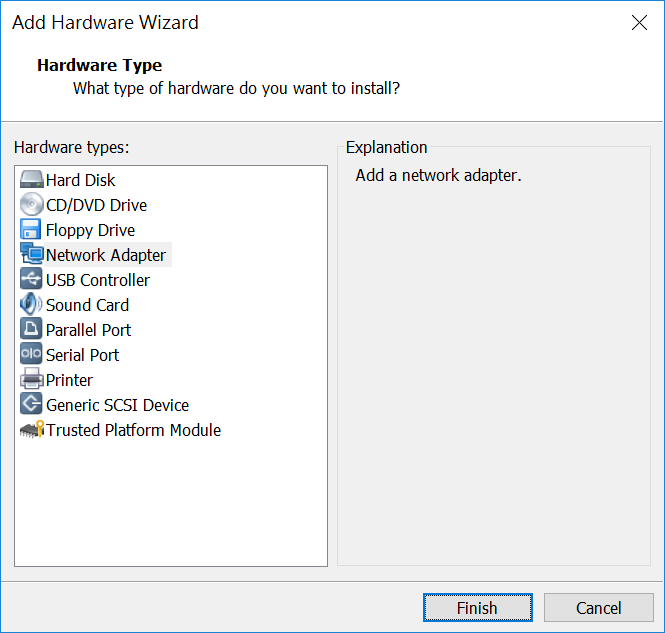 Add Hardware Wizard
Hardware Type
What type of hardware do you want to install?
Hardware types:
Hard Disk
CD/DVD Drive
Floppy Drive
Network Adapter
USB Controller
Sound Card
Parallel Port
Serial Port
Printer
Generic SCSI Device
Trusted Platform Module
Explanation
Add a network adapter.
Finish
Cancel